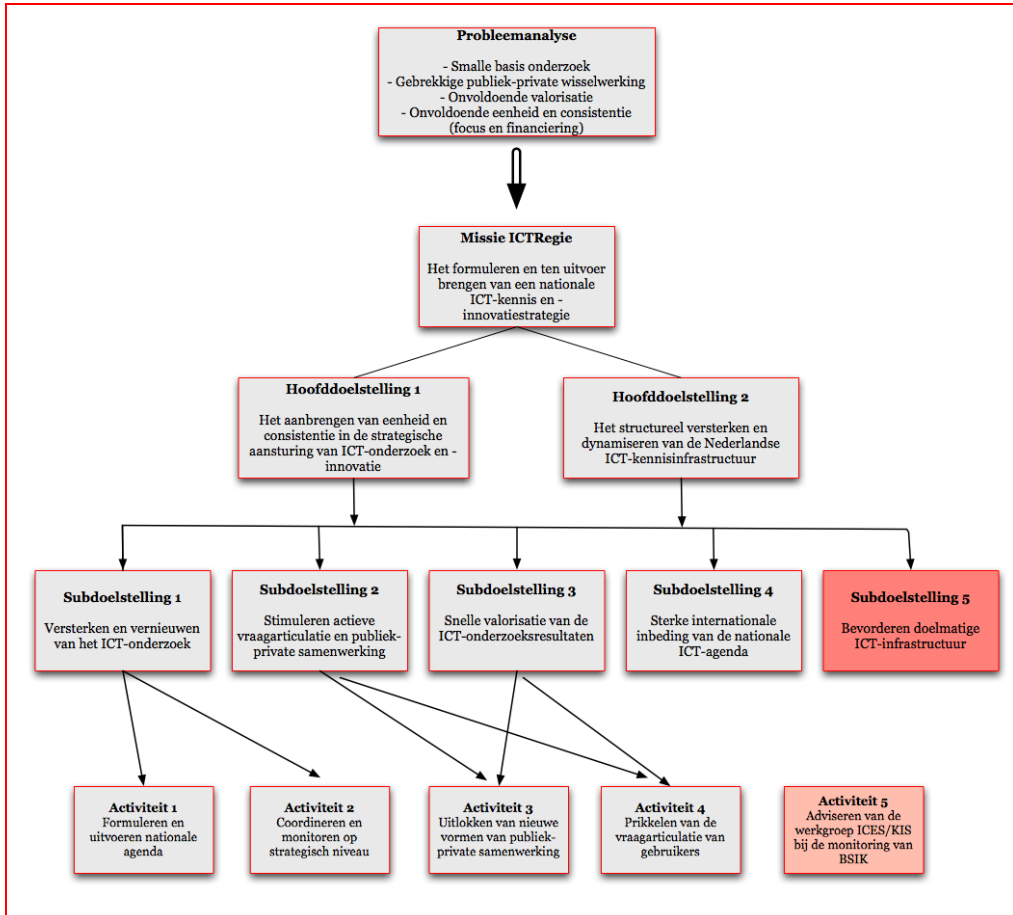 Probleemanalyse
- Smalle basis onderzoek
- Gebrekkige publiek-private wisselwerking
- Onvoldoende valorisatie
- Onvoldoende eenheid en consistentie
(focus en financiering)
Missie ICTRegie
Het formuleren en ten uitvoer
brengen van een nationale
ICT-kennis en -
innovatiestrategie
Hoofddoelstelling 1
Het aanbrengen van eenheid en
consistentie in de strategische
aansturing van ICT-onderzoek en -
innovatie
Hoofddoelstelling 2
Het structureel versterken en
dynamiseren van de Nederlandse
ICT-kennisinfrastructuur
Subdoelstelling 1
Versterken en vernieuwen
van het ICT-onderzoek
Subdoelstelling 2
Stimuleren actieve
vraagarticulatie en publiek-
private samenwerking
Subdoelstelling 3
Snelle valorisatie van de
ICT-onderzoeksresultaten
Subdoelstelling 4
Sterke internationale
inbeding van de nationale
ICT-agenda
Subdoelstelling 5
Bevorderen doelmatige
ICT-infrastructuur
Activiteit 1
Formuleren en
uitvoeren nationale
agenda
Activiteit 2
Coordineren en
monitoren op
strategisch niveau
Activiteit 3
Uitlokken van nieuwe
vormen van publiek-
private samenwerking
Activiteit 4
Prikkelen van de
vraagarticulatie van
gebruikers
Activiteit 5
Adviseren van de
werkgroep ICES/KIS
bij de monitoring van
BSIK